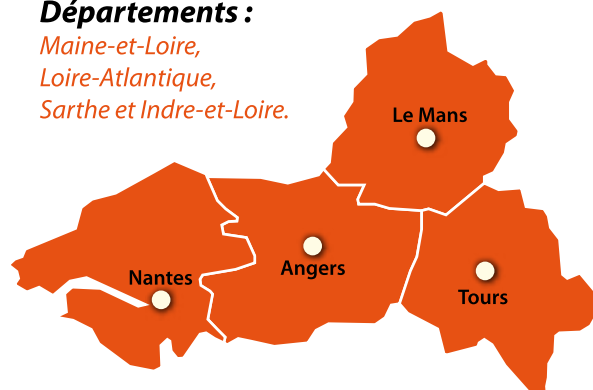 Départements :
Maine-et-Loire,
Loire-Atlantique,
Sarthe et Indre-et-Loire.
Le Mans
Nantes
Angers
Tours